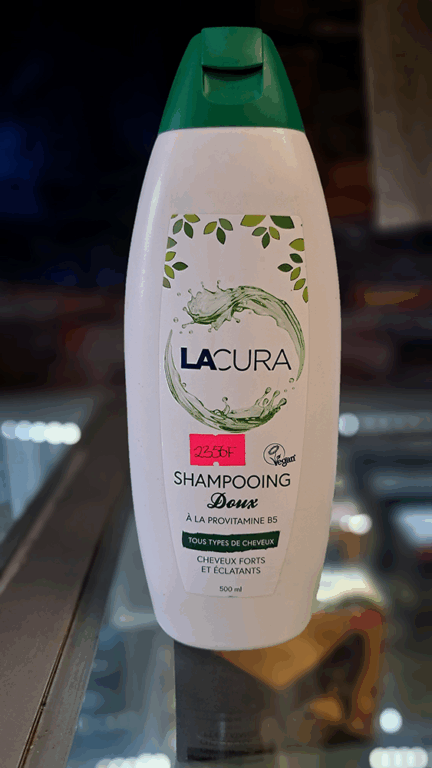 LACURA
2350F
Vegan
SHAMPOOING
Doux
À LA PROVITAMINE B5
TOUS TYPES DE CHEVEUX
CHEVEUX FORTS
ET ÉCLATANTS
500 ml